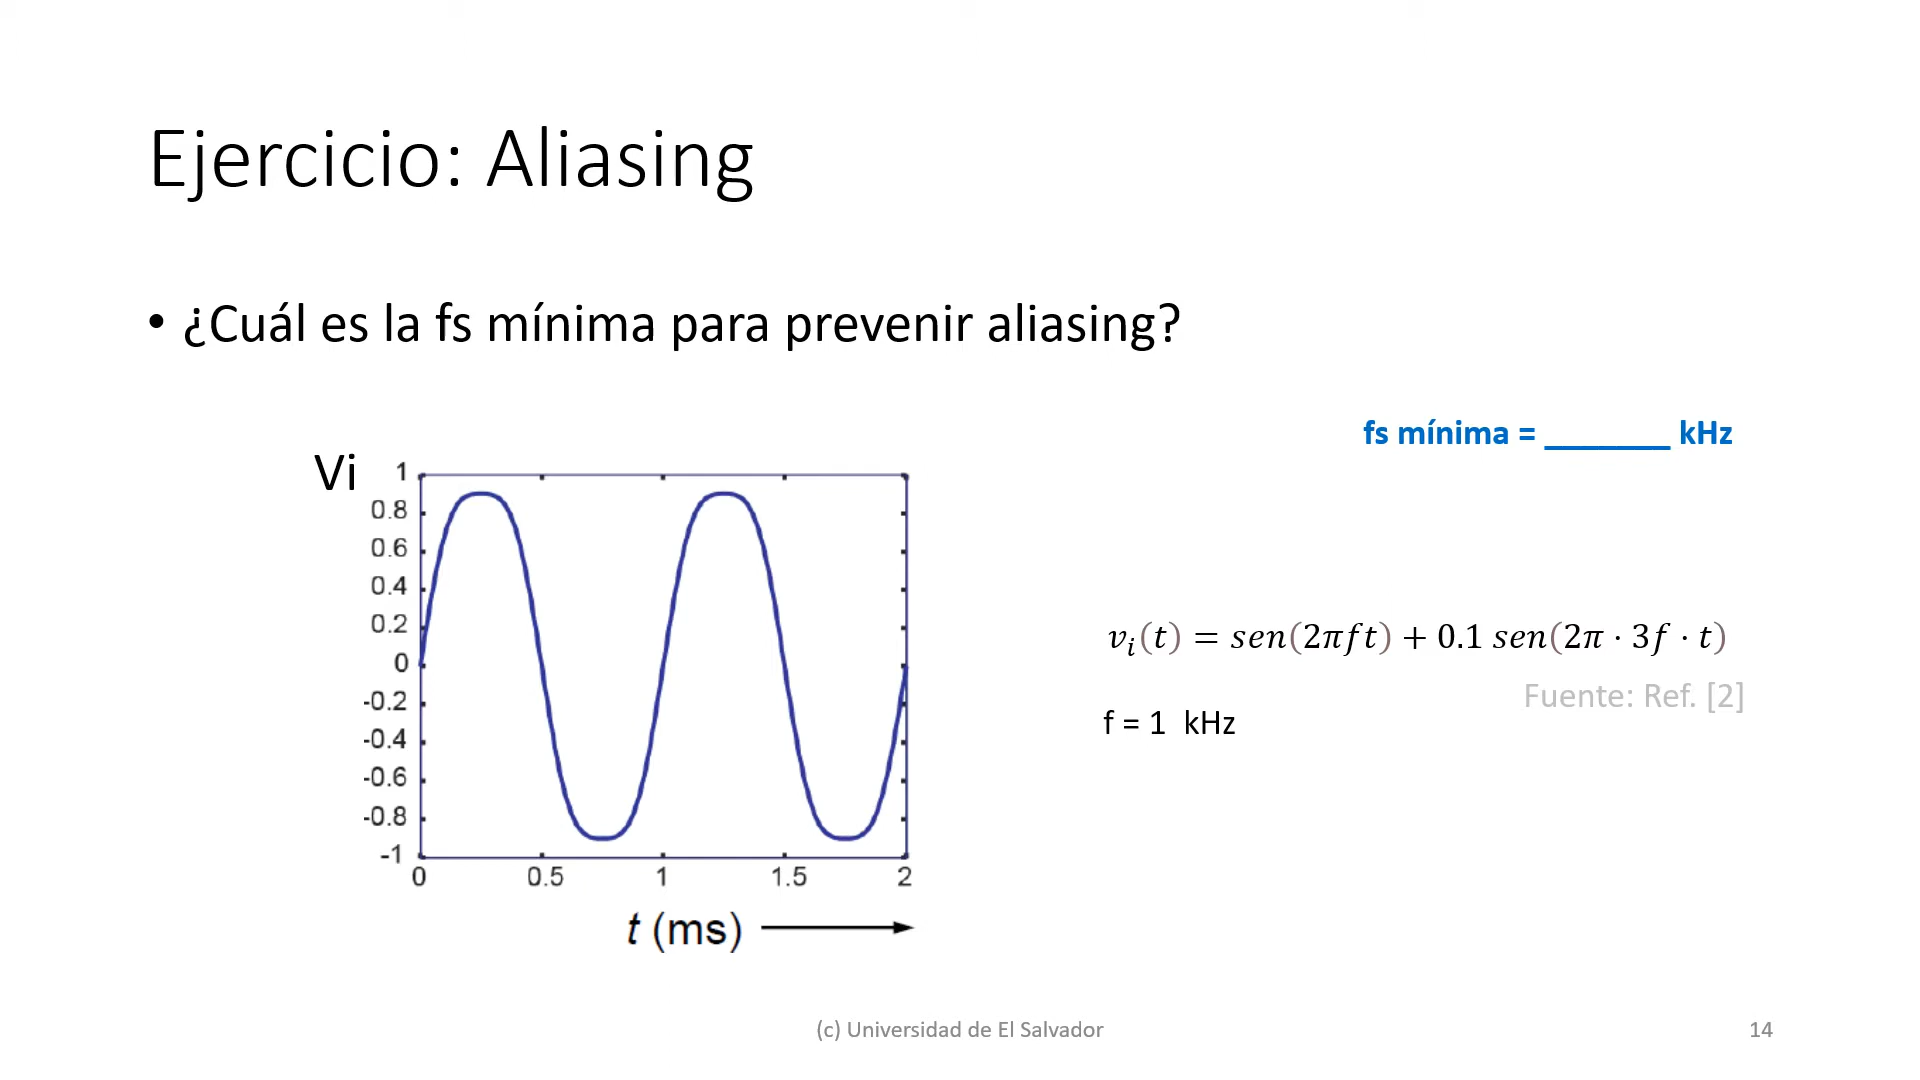 Ejercicio: Aliasing
• ¿Cuál es la fs mínima para prevenir aliasing?
fs mínima = _______ kHz
Vi
1
0.8
0.6
0.4
0.2
0
-0.2
-0.4
-0.6
-0.8
-1
0 0.5 1 1.5 2
t (ms)
v_i(t) = sen(2πft) + 0.1 sen(2π · 3f · t)
Fuente: Ref. [2]
f = 1 kHz
(c) Universidad de El Salvador
14